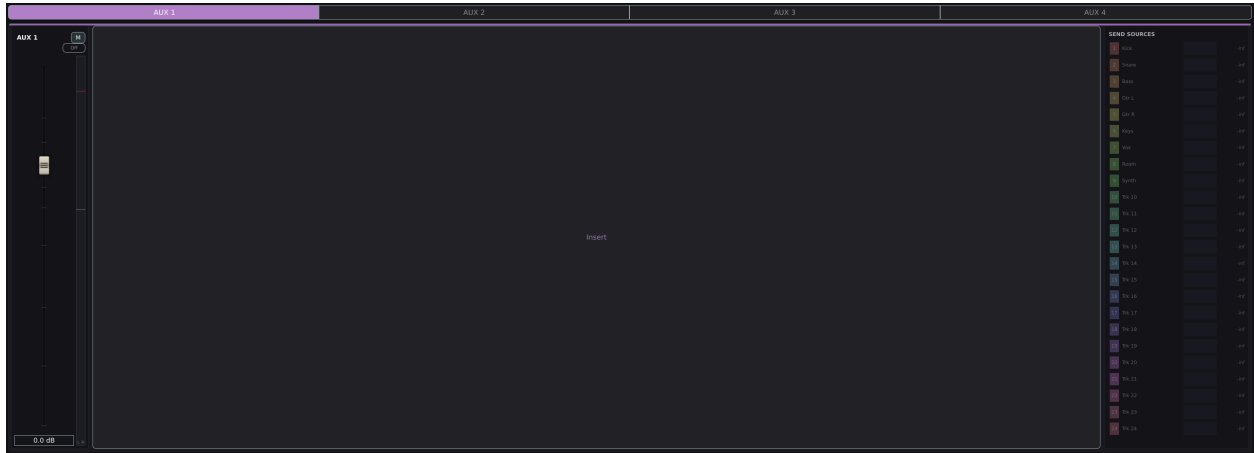 AUX 1 AUX 2 AUX 3 AUX 4
AUX 1 M
Off
0.0 dB
L R
Insert
SEND SOURCES
1 Kick -inf
2 Snare -inf
3 Bass -inf
4 Gtr L -inf
5 Gtr R -inf
6 Keys -inf
7 Vox -inf
8 Room -inf
9 Synth -inf
10 Trk 10 -inf
11 Trk 11 -inf
12 Trk 12 -inf
13 Trk 13 -inf
14 Trk 14 -inf
15 Trk 15 -inf
16 Trk 16 -inf
17 Trk 17 -inf
18 Trk 18 -inf
19 Trk 19 -inf
20 Trk 20 -inf
21 Trk 21 -inf
22 Trk 22 -inf
23 Trk 23 -inf
24 Trk 24 -inf